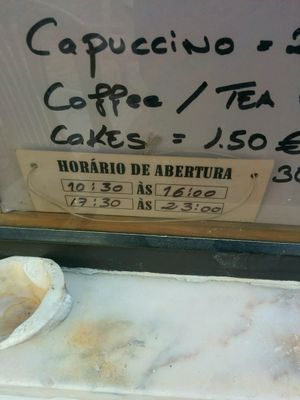 Capuccino =
Coffee / TEA
CAKES = 1.50 €
30
HORÁRIO DE ABERTURA
10:30 ÀS 16:00
17:30 ÀS 23:00